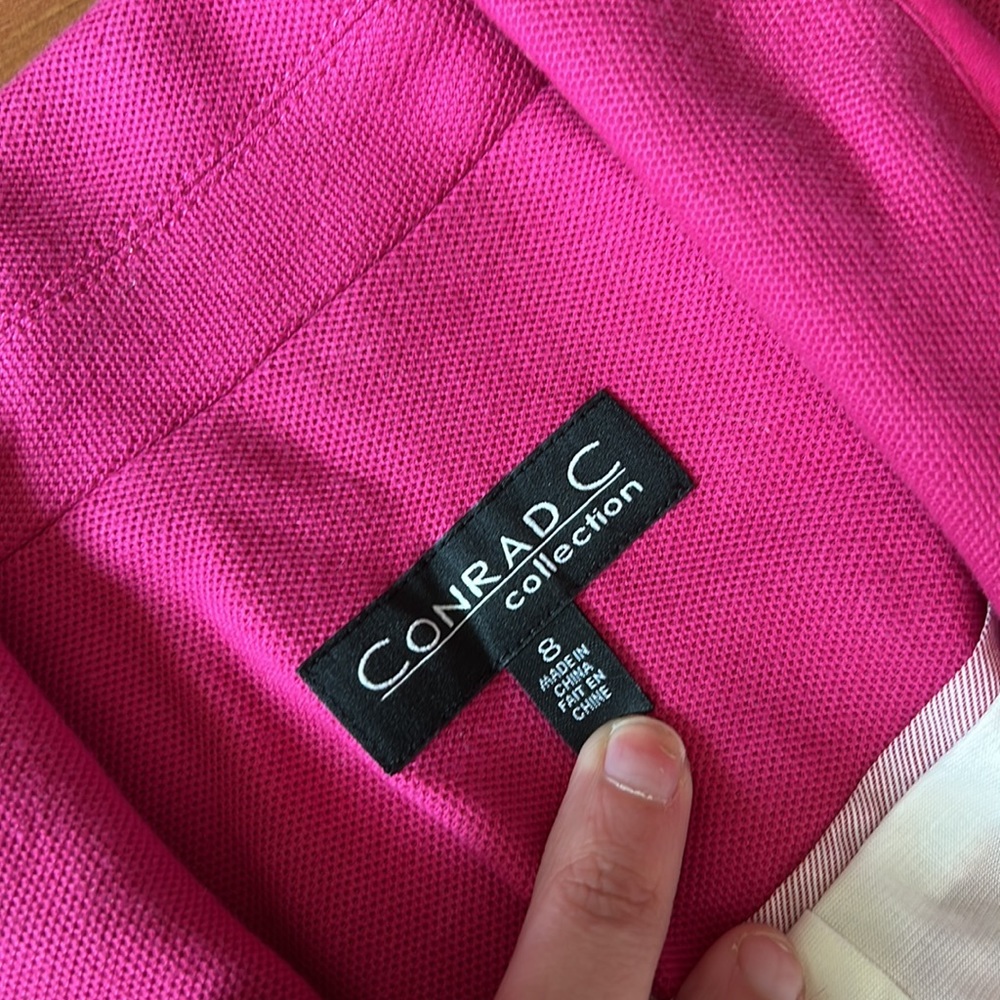 CONRAD C
collection
8
MADE IN
CHINA
FAIT EN
CHINE